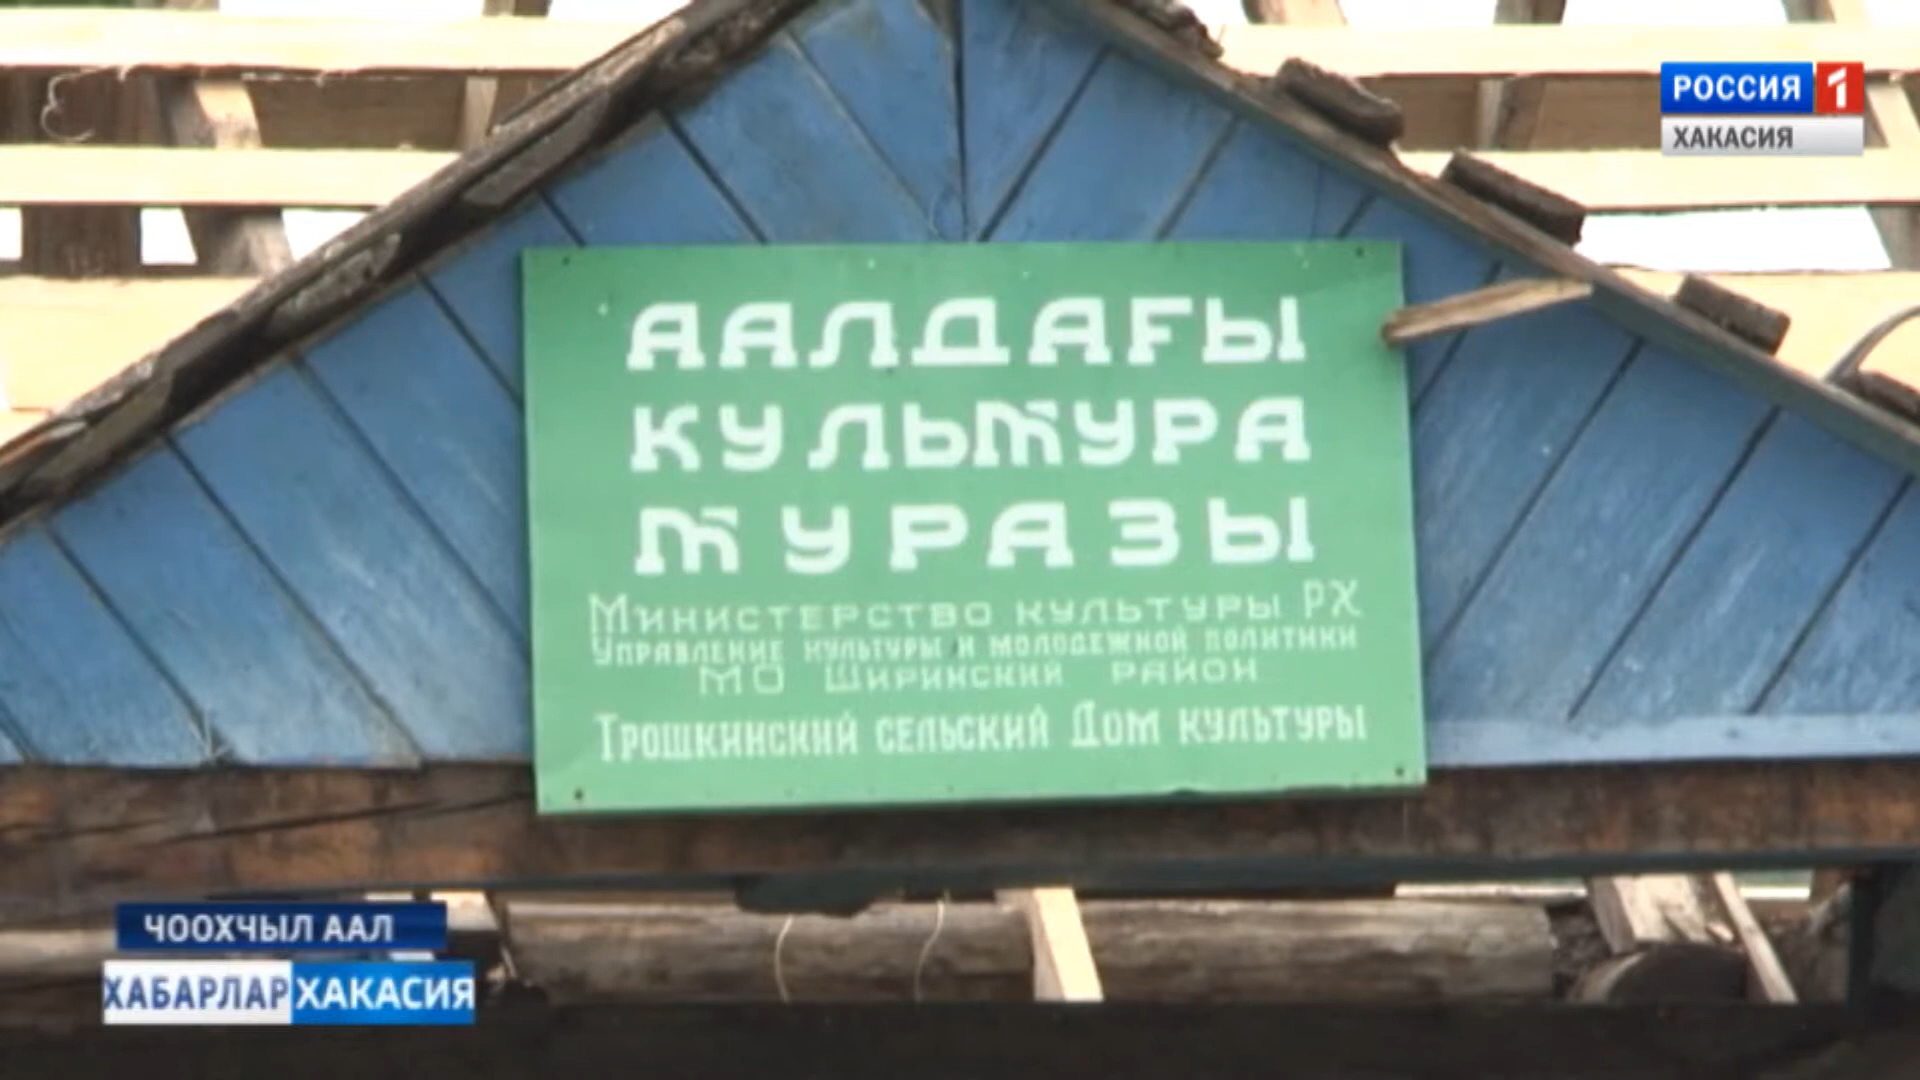 РОССИЯ 1
ХАКАСИЯ
ААЛДАҒЫ
КУЛЬТУРА
ТУРАЗЫ
Министерство культуры РХ
Управление культуры и молодежной политики
МО Ширинский район
Трошкинский сельский Дом культуры
ЧООХЧЫЛ ААЛ
ХАБАРЛАР ХАКАСИЯ